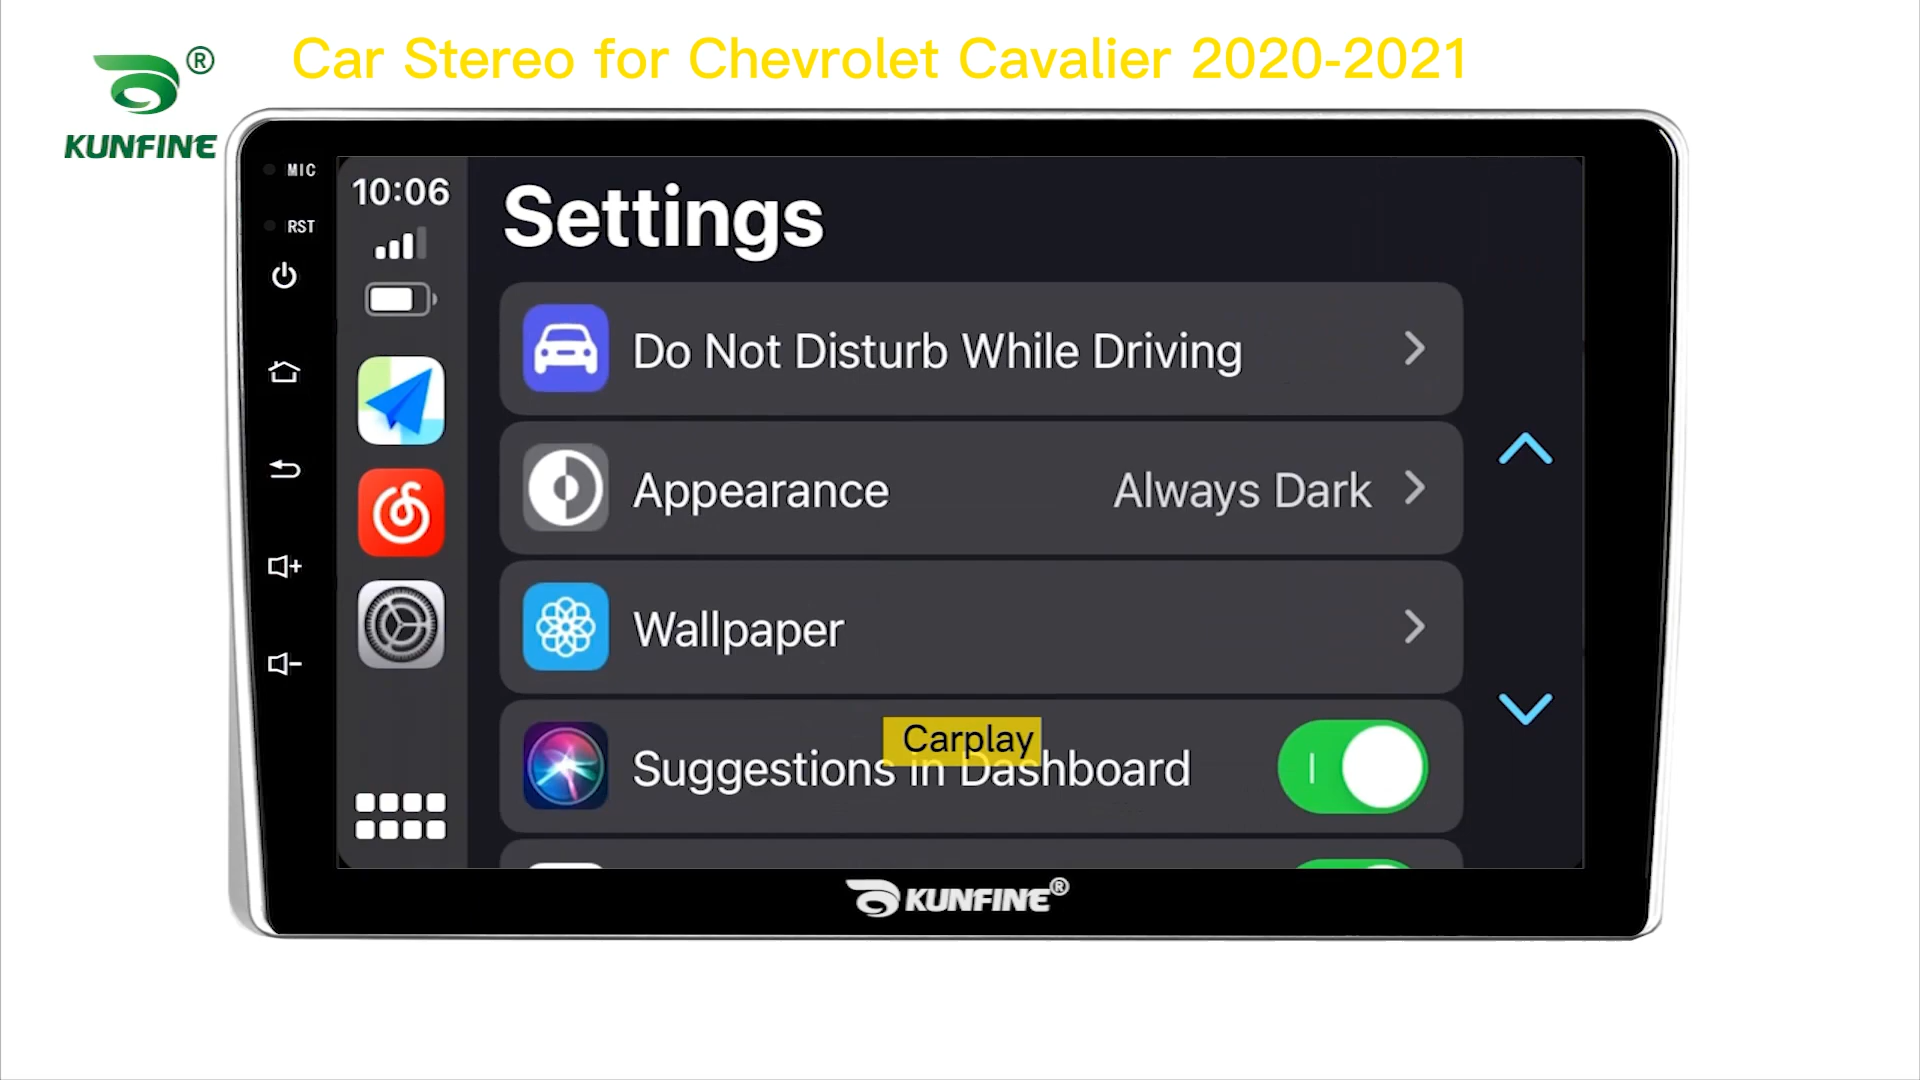 Car Stereo for Chevrolet Cavalier 2020-2021
®
KUNFINE
MIC
RST
10:06
Settings
Do Not Disturb While Driving
Appearance Always Dark
Wallpaper
Carplay
Suggestions in Dashboard
KUNFINE®